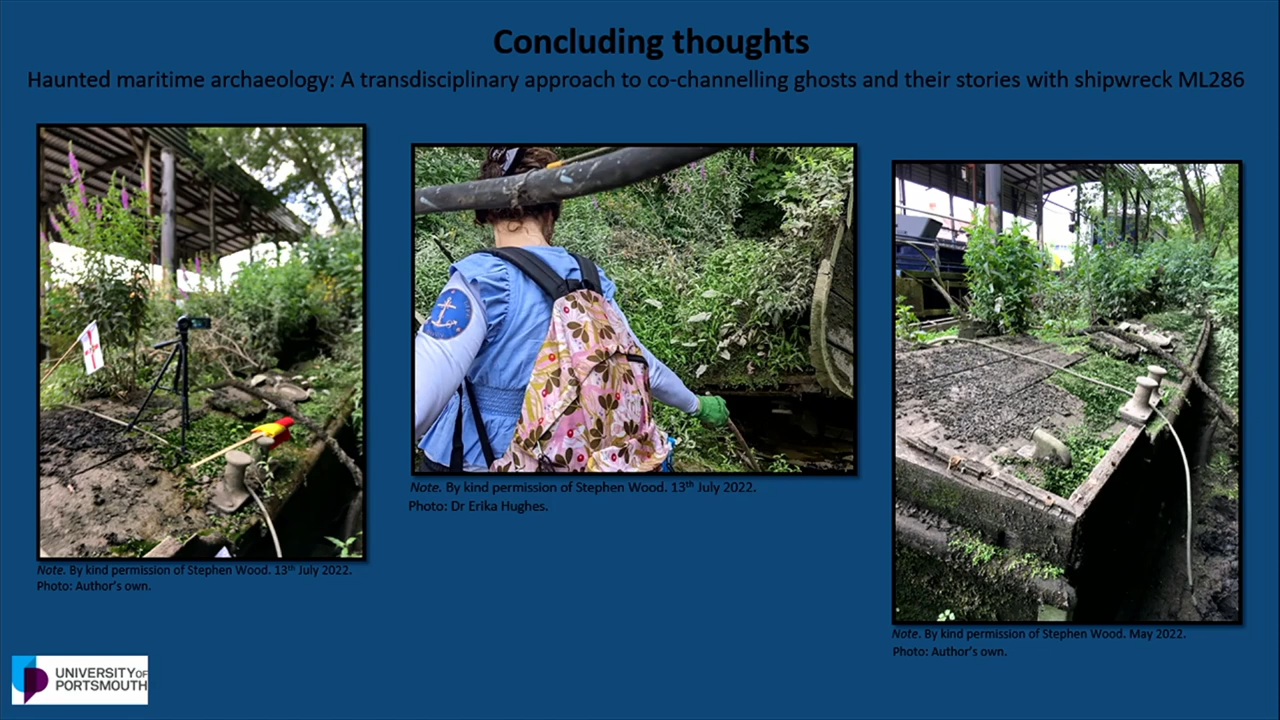 Concluding thoughts
Haunted maritime archaeology: A transdisciplinary approach to co-channelling ghosts and their stories with shipwreck ML286
Note. By kind permission of Stephen Wood. 13th July 2022.
Photo: Author's own.
Note. By kind permission of Stephen Wood. 13th July 2022.
Photo: Dr Erika Hughes.
Note. By kind permission of Stephen Wood. May 2022.
Photo: Author's own.
UNIVERSITY OF
PORTSMOUTH